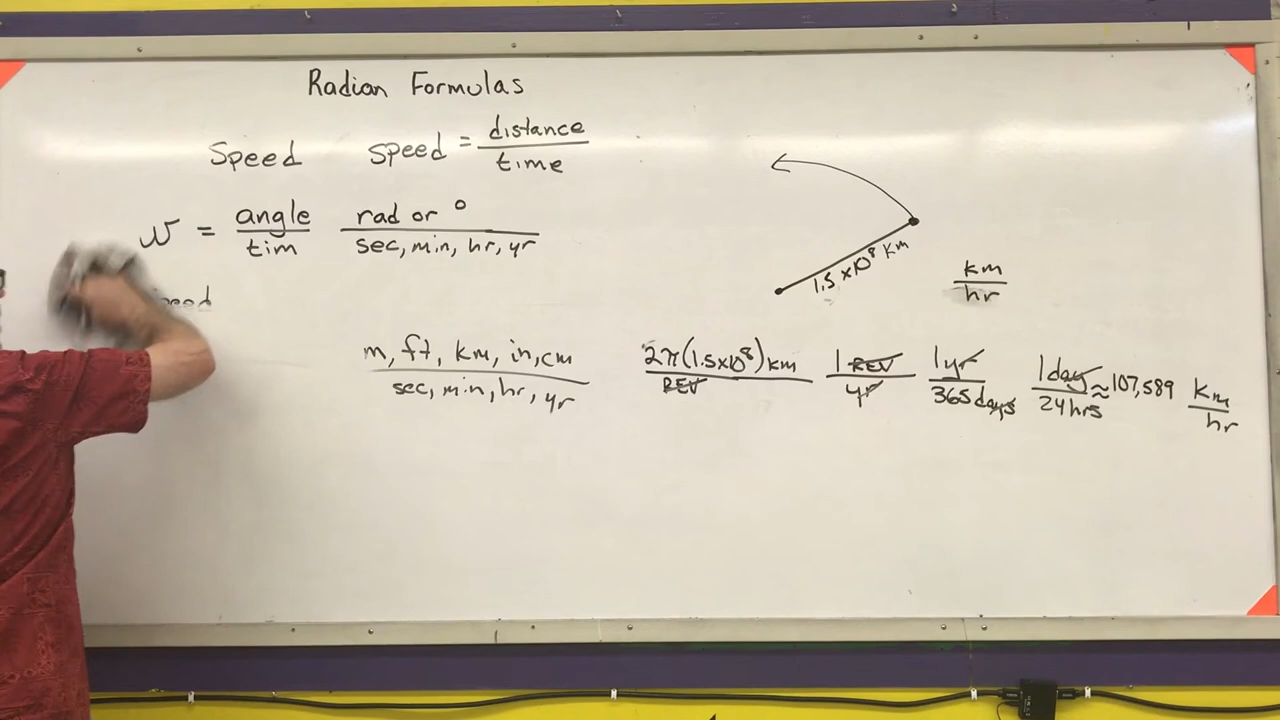 Radian Formulas
Speed speed = distance / time
ω = angle / tim rad or ° / sec, min, hr, yr
1.5 x 10⁸ km
km / hr
m, ft, km, in, cm / sec, min, hr, yr
2π(1.5x10⁸) km / REV 1 REV / yr 1 yr / 365 days 1 day / 24 hrs ≈ 107,589 km / hr